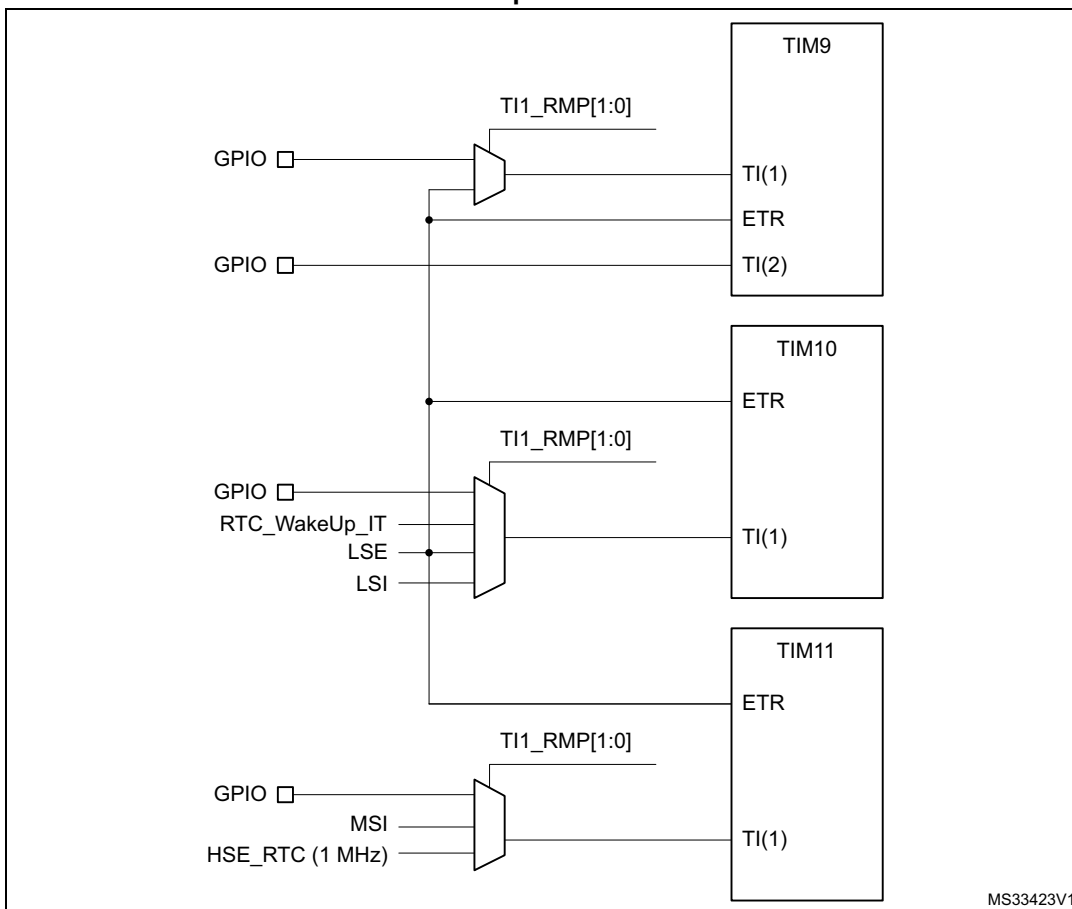 TIM9
TI1_RMP[1:0]
GPIO
TI(1)
ETR
GPIO
TI(2)
TIM10
ETR
TI1_RMP[1:0]
GPIO
RTC_WakeUp_IT
TI(1)
LSE
LSI
TIM11
ETR
TI1_RMP[1:0]
GPIO
MSI
TI(1)
HSE_RTC (1 MHz)
MS33423V1